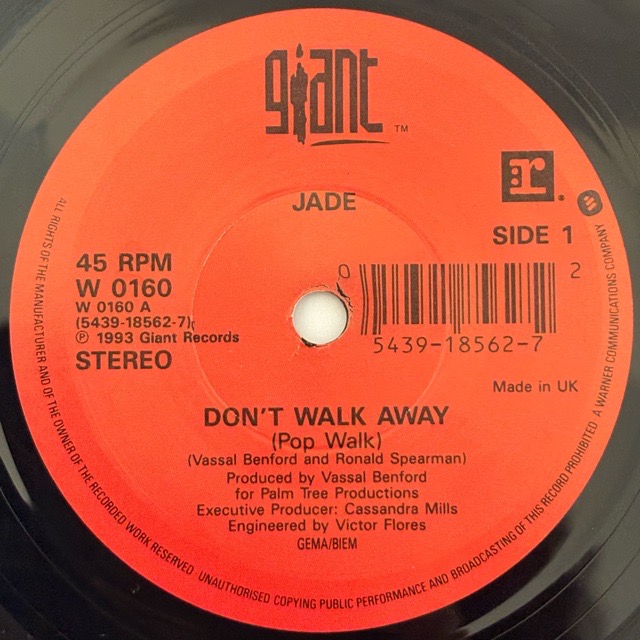 giant ™
JADE
r.
SIDE 1
45 RPM
W 0160
W 0160 A
(5439-18562-7)
Ⓟ 1993 Giant Records
STEREO
0 2
5439-18562-7
Made in UK
DON'T WALK AWAY
(Pop Walk)
(Vassal Benford and Ronald Spearman)
Produced by Vassal Benford
for Palm Tree Productions
Executive Producer: Cassandra Mills
Engineered by Victor Flores
GEMA/BIEM
ALL RIGHTS OF THE MANUFACTURER AND OF THE OWNER OF THE RECORDED WORK RESERVED UNAUTHORISED COPYING PUBLIC PERFORMANCE AND BROADCASTING OF THIS RECORD PROHIBITED A WARNER COMMUNICATIONS COMPANY